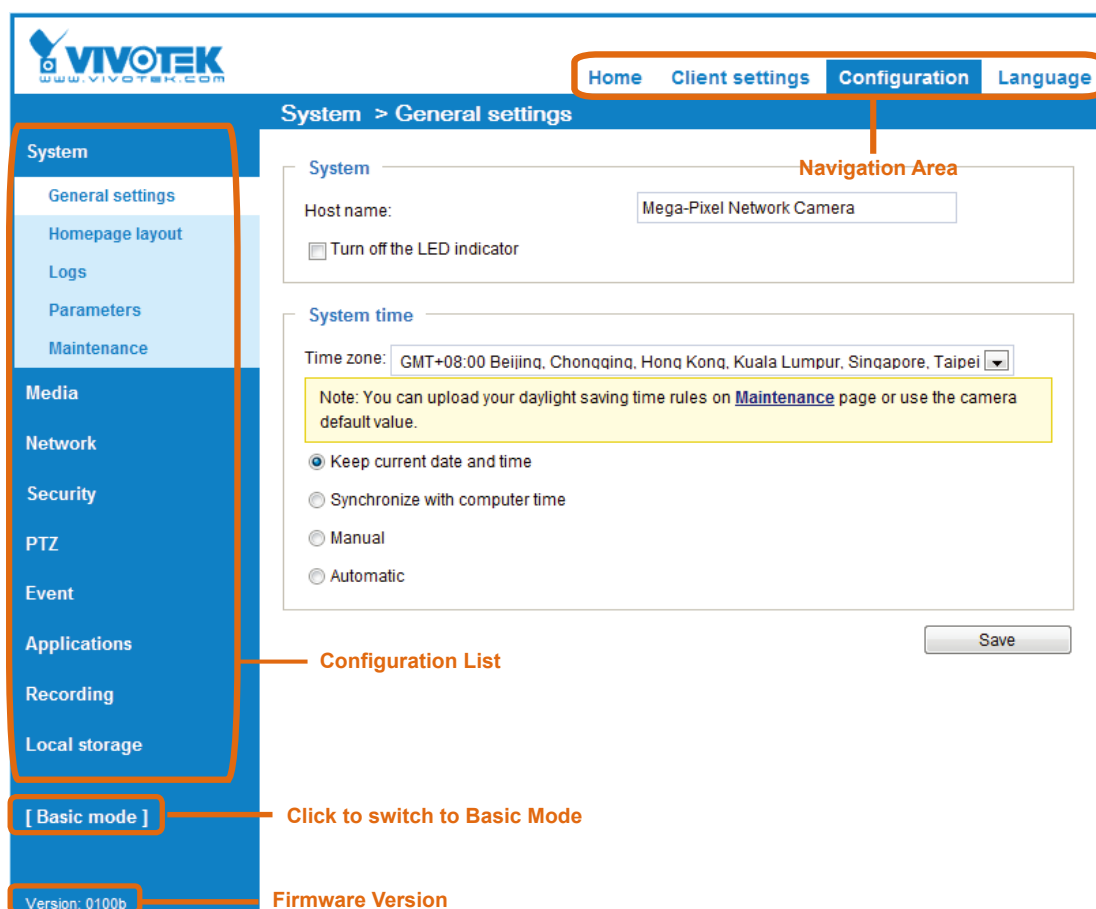 VIVOTEK
www.vivotek.com
Home Client settings Configuration Language
System > General settings
Navigation Area
System
General settings
Homepage layout
Logs
Parameters
Maintenance
Media
Network
Security
PTZ
Event
Applications
Recording
Local storage
[ Basic mode ]
Version: 0100b
System
Host name: Mega-Pixel Network Camera
Turn off the LED indicator
System time
Time zone: GMT+08:00 Beijing, Chongqing, Hong Kong, Kuala Lumpur, Singapore, Taipei
Note: You can upload your daylight saving time rules on Maintenance page or use the camera
default value.
Keep current date and time
Synchronize with computer time
Manual
Automatic
Save
Configuration List
Click to switch to Basic Mode
Firmware Version